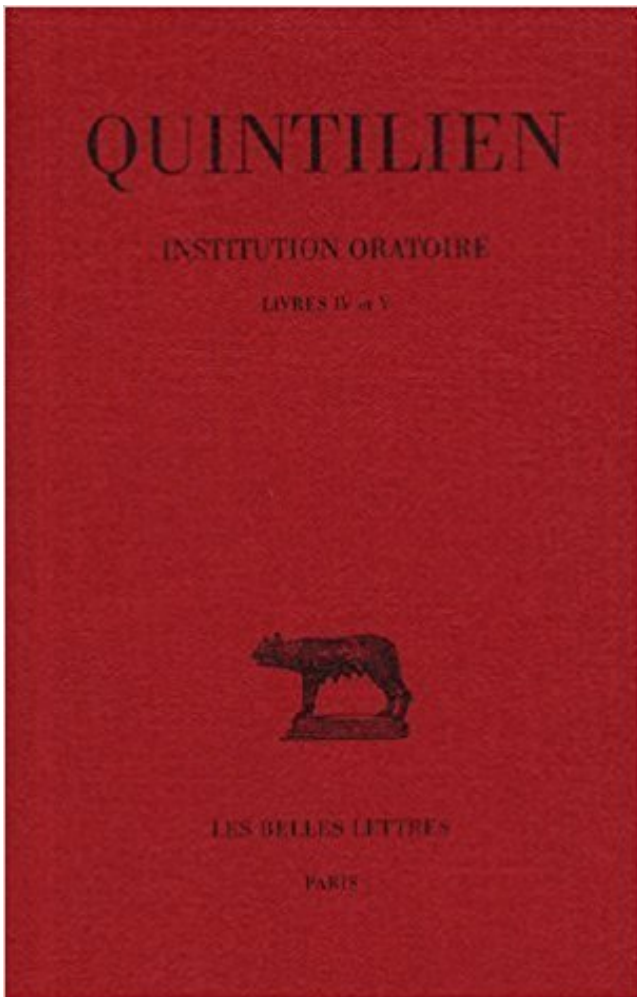 QUINTILIEN
INSTITUTION ORATOIRE
LIVRES IV et V
LES BELLES LETTRES
PARIS